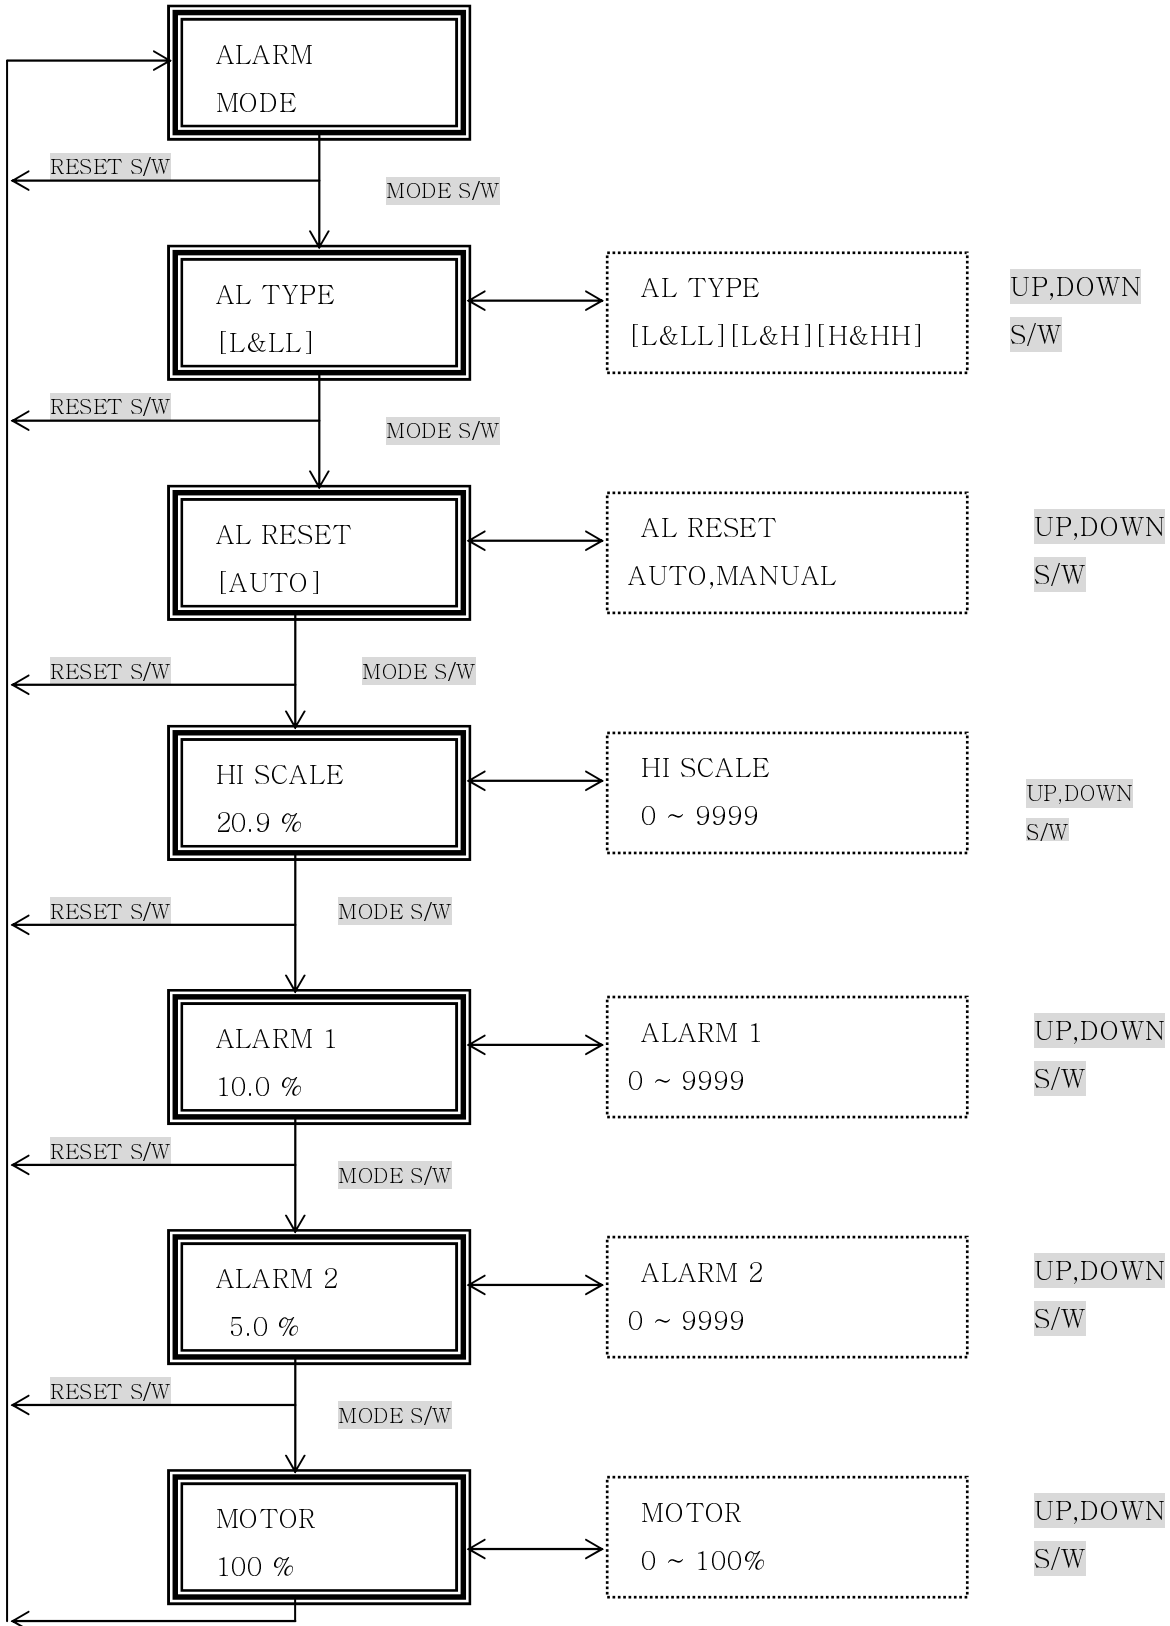 ALARM
MODE
RESET S/W
MODE S/W
AL TYPE
[L&LL]
AL TYPE
[L&LL][L&H][H&HH]
UP,DOWN
S/W
RESET S/W
MODE S/W
AL RESET
[AUTO]
AL RESET
AUTO,MANUAL
UP,DOWN
S/W
RESET S/W
MODE S/W
HI SCALE
20.9 %
HI SCALE
0 ~ 9999
UP,DOWN
S/W
RESET S/W
MODE S/W
ALARM 1
10.0 %
ALARM 1
0 ~ 9999
UP,DOWN
S/W
RESET S/W
MODE S/W
ALARM 2
5.0 %
ALARM 2
0 ~ 9999
UP,DOWN
S/W
RESET S/W
MODE S/W
MOTOR
100 %
MOTOR
0 ~ 100%
UP,DOWN
S/W